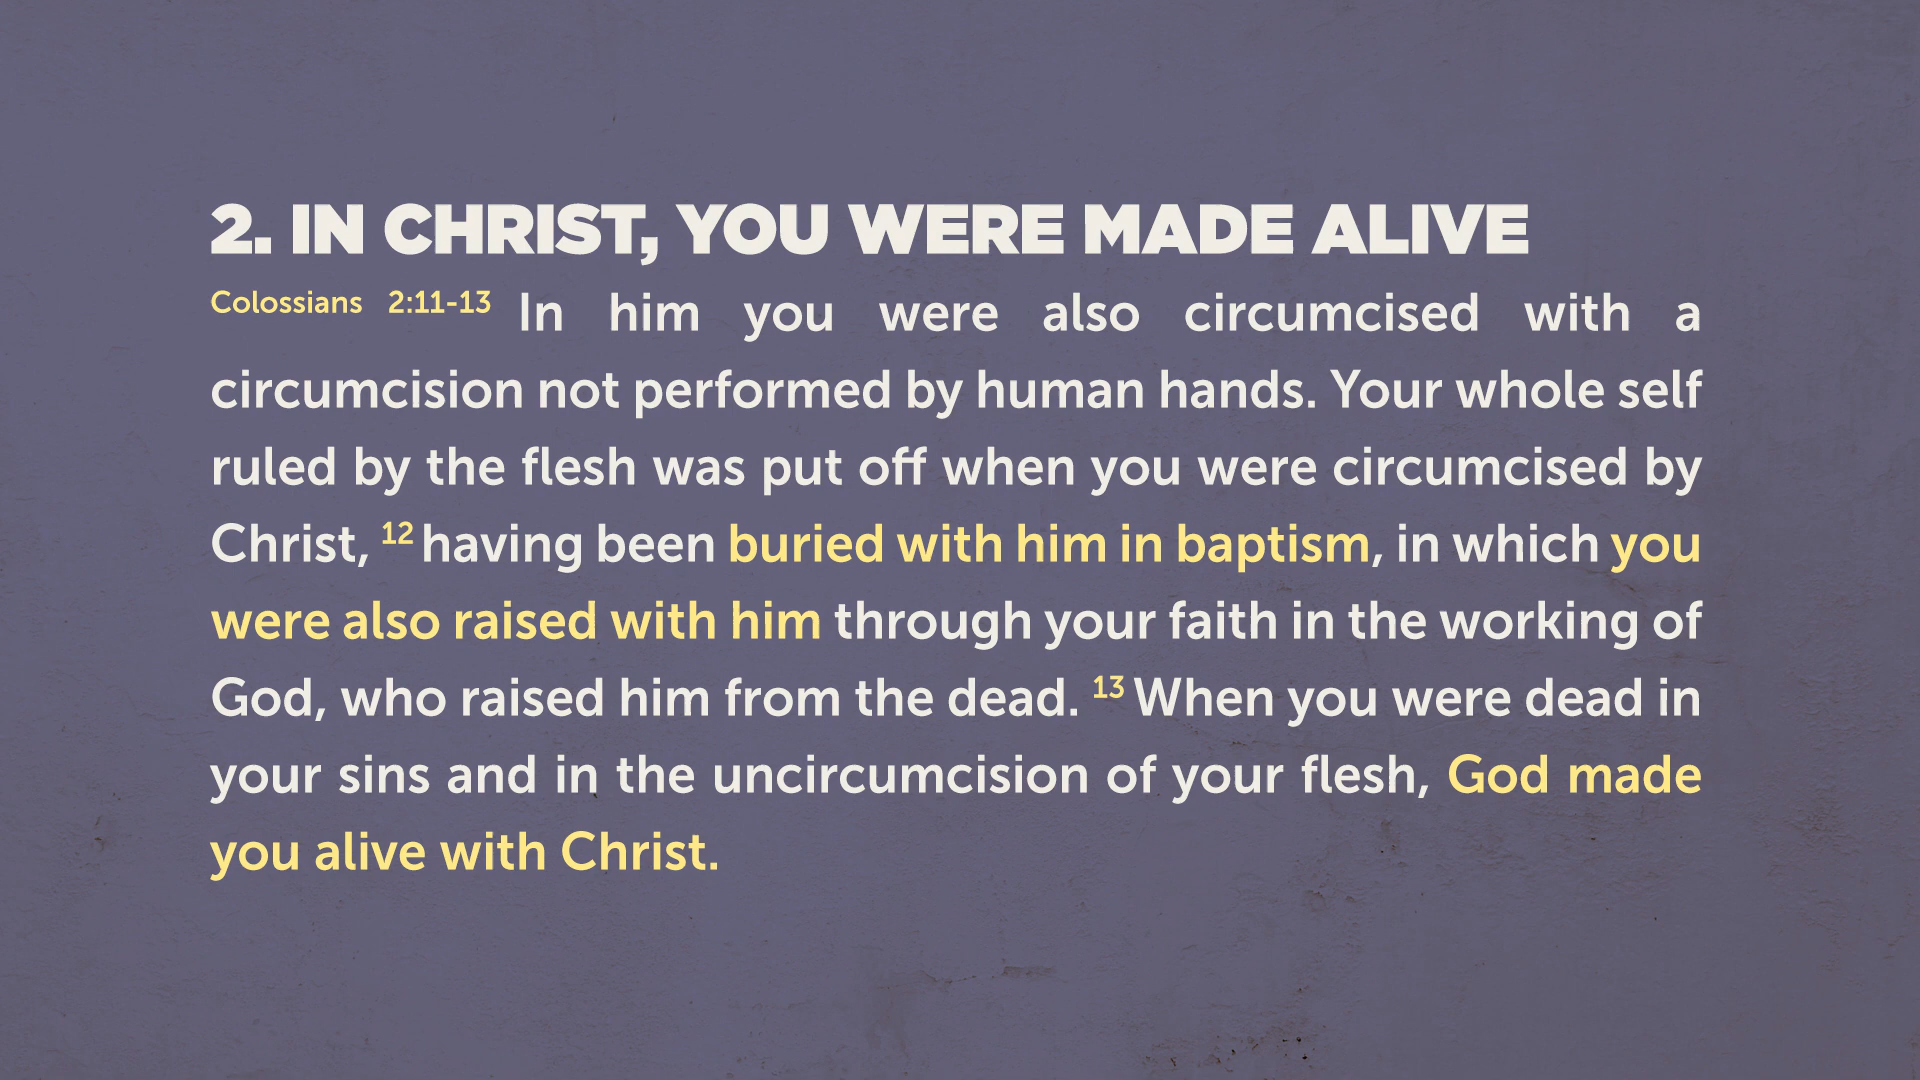 2. IN CHRIST, YOU WERE MADE ALIVE
Colossians 2:11-13 In him you were also circumcised with a
circumcision not performed by human hands. Your whole self
ruled by the flesh was put off when you were circumcised by
Christ, 12 having been buried with him in baptism, in which you
were also raised with him through your faith in the working of
God, who raised him from the dead. 13 When you were dead in
your sins and in the uncircumcision of your flesh, God made
you alive with Christ.